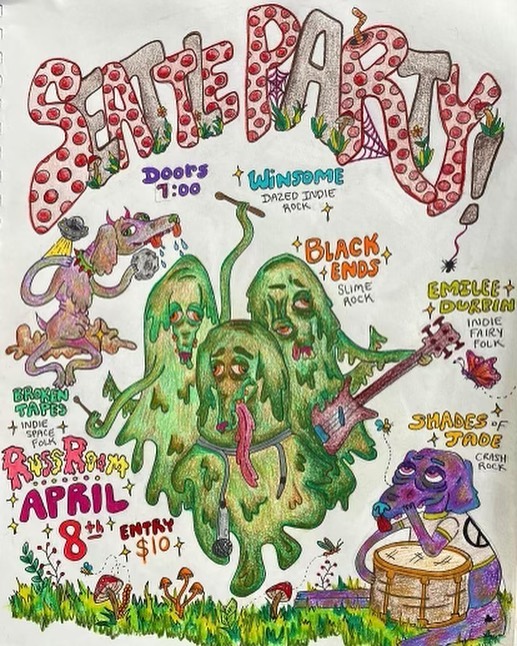 SEATTLE PARTY!
DOORS
7:00
WINSOME
DAZED INDIE
ROCK
BLACK
ENDS
SLIME
ROCK
EMILEE
DURBIN
INDIE
FAIRY
FOLK
BROKEN
TAPES
INDIE
SPACE
FOLK
SHADES OF
JADE
CRASH
ROCK
RUSS ROOM
APRIL
8th
ENTRY
$10